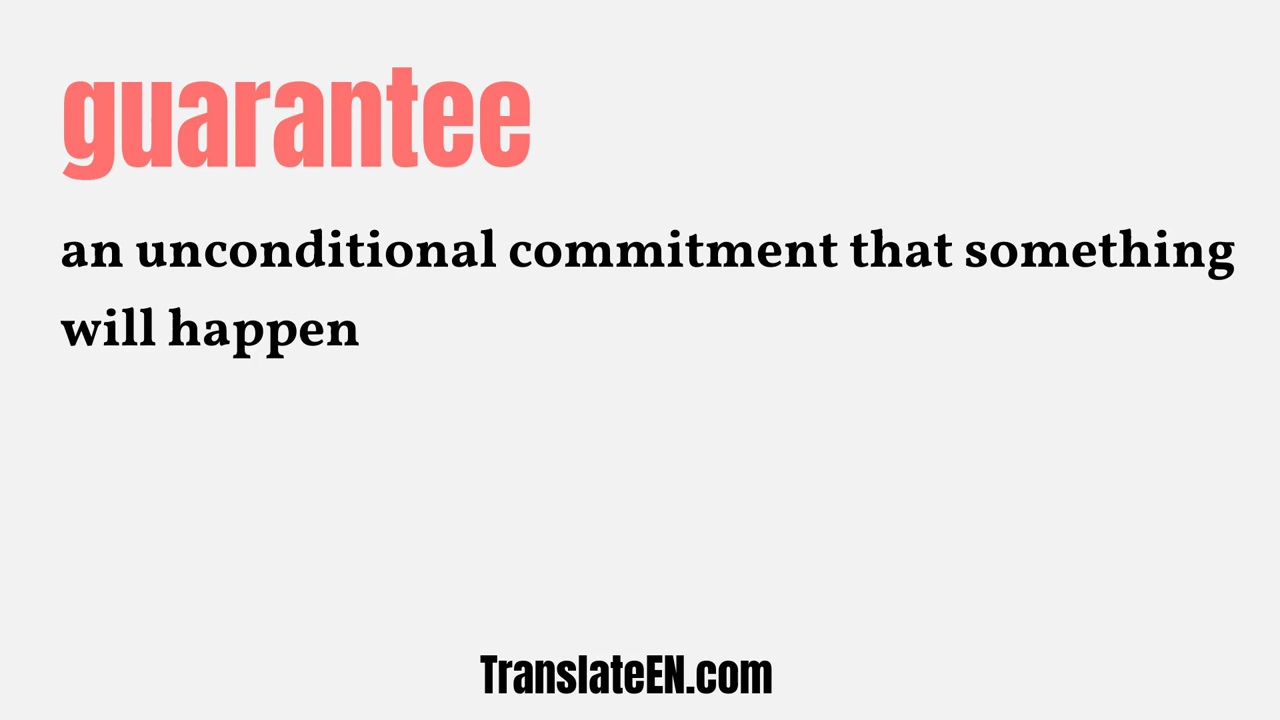 guarantee
an unconditional commitment that something
will happen
TranslateEN.com